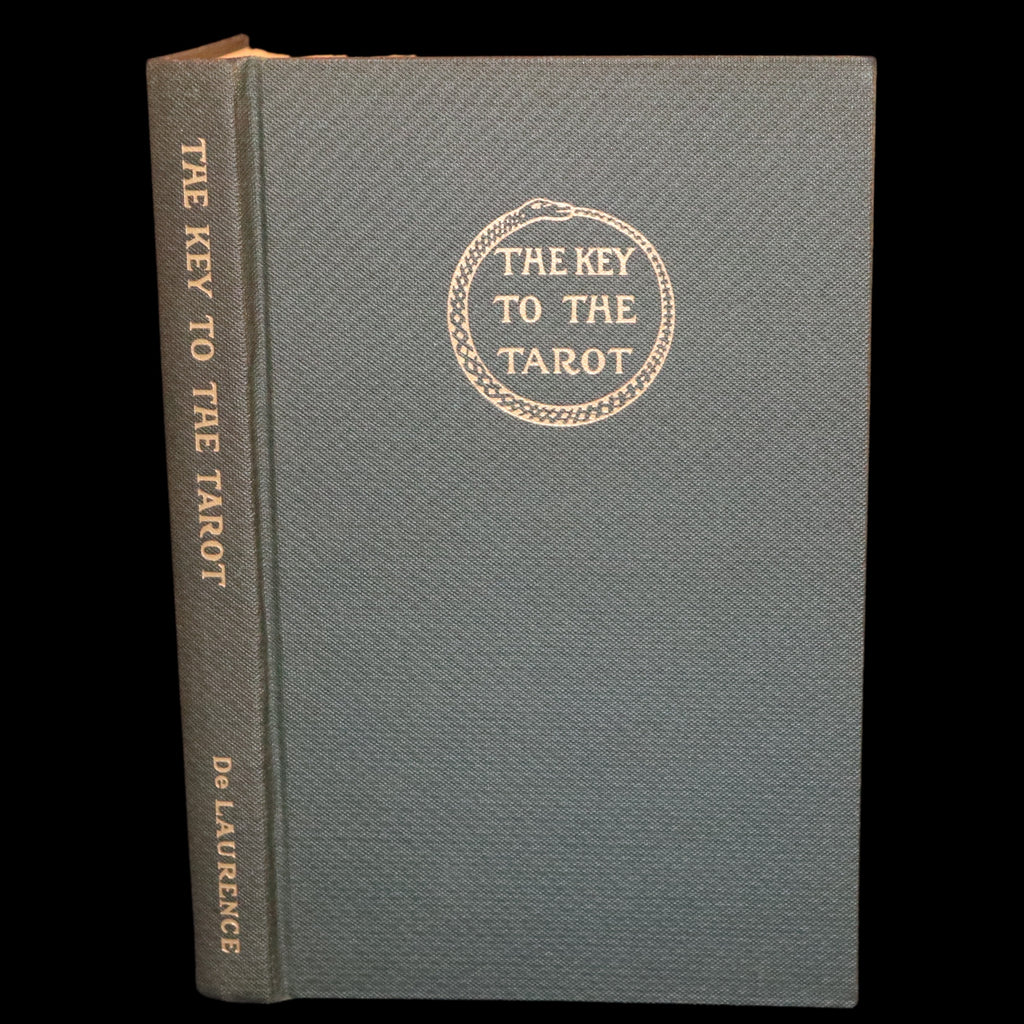 THE KEY TO THE TAROT
De LAURENCE
THE KEY
TO THE
TAROT